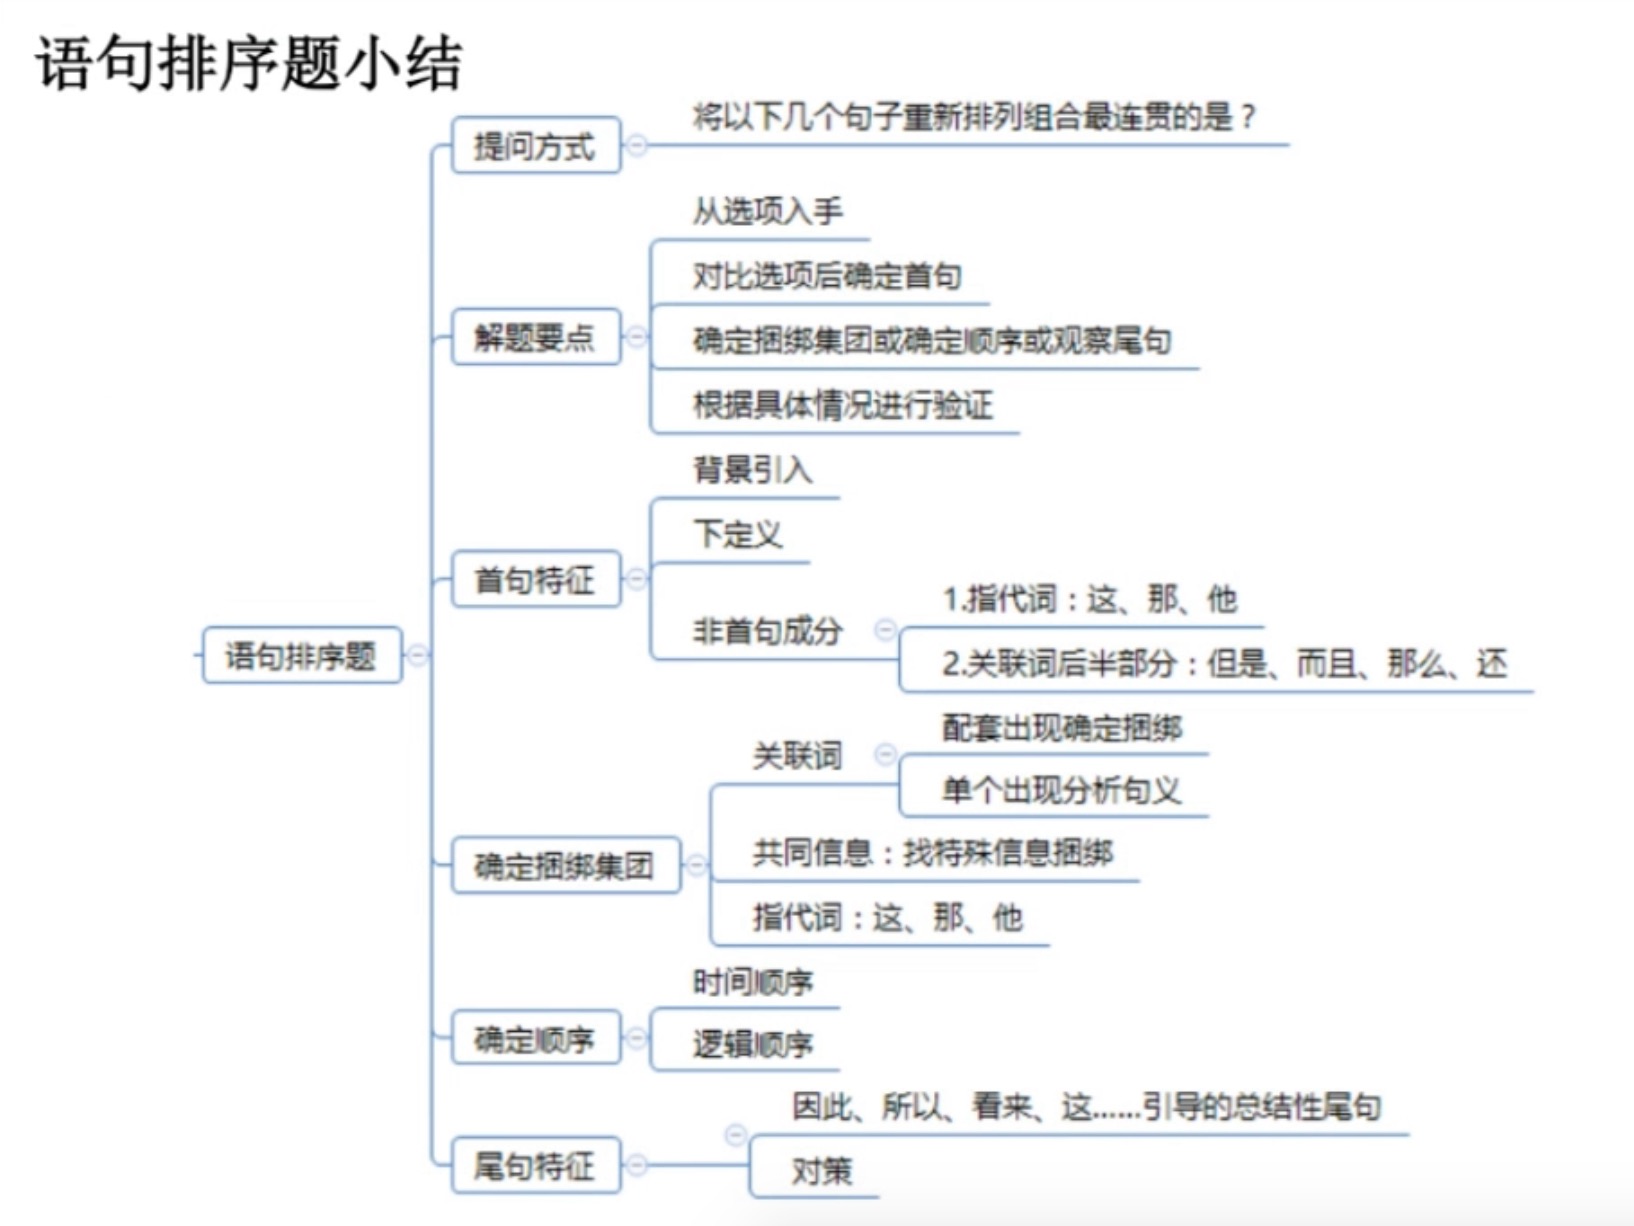 语句排序题小结
提问方式
将以下几个句子重新排列组合最连贯的是？
解题要点
从选项入手
对比选项后确定首句
确定捆绑集团或确定顺序或观察尾句
根据具体情况进行验证
首句特征
背景引入
下定义
非首句成分
1.指代词：这、那、他
2.关联词后半部分：但是、而且、那么、还
语句排序题
确定捆绑集团
关联词
配套出现确定捆绑
单个出现分析句义
共同信息：找特殊信息捆绑
指代词：这、那、他
确定顺序
时间顺序
逻辑顺序
尾句特征
因此、所以、看来、这……引导的总结性尾句
对策